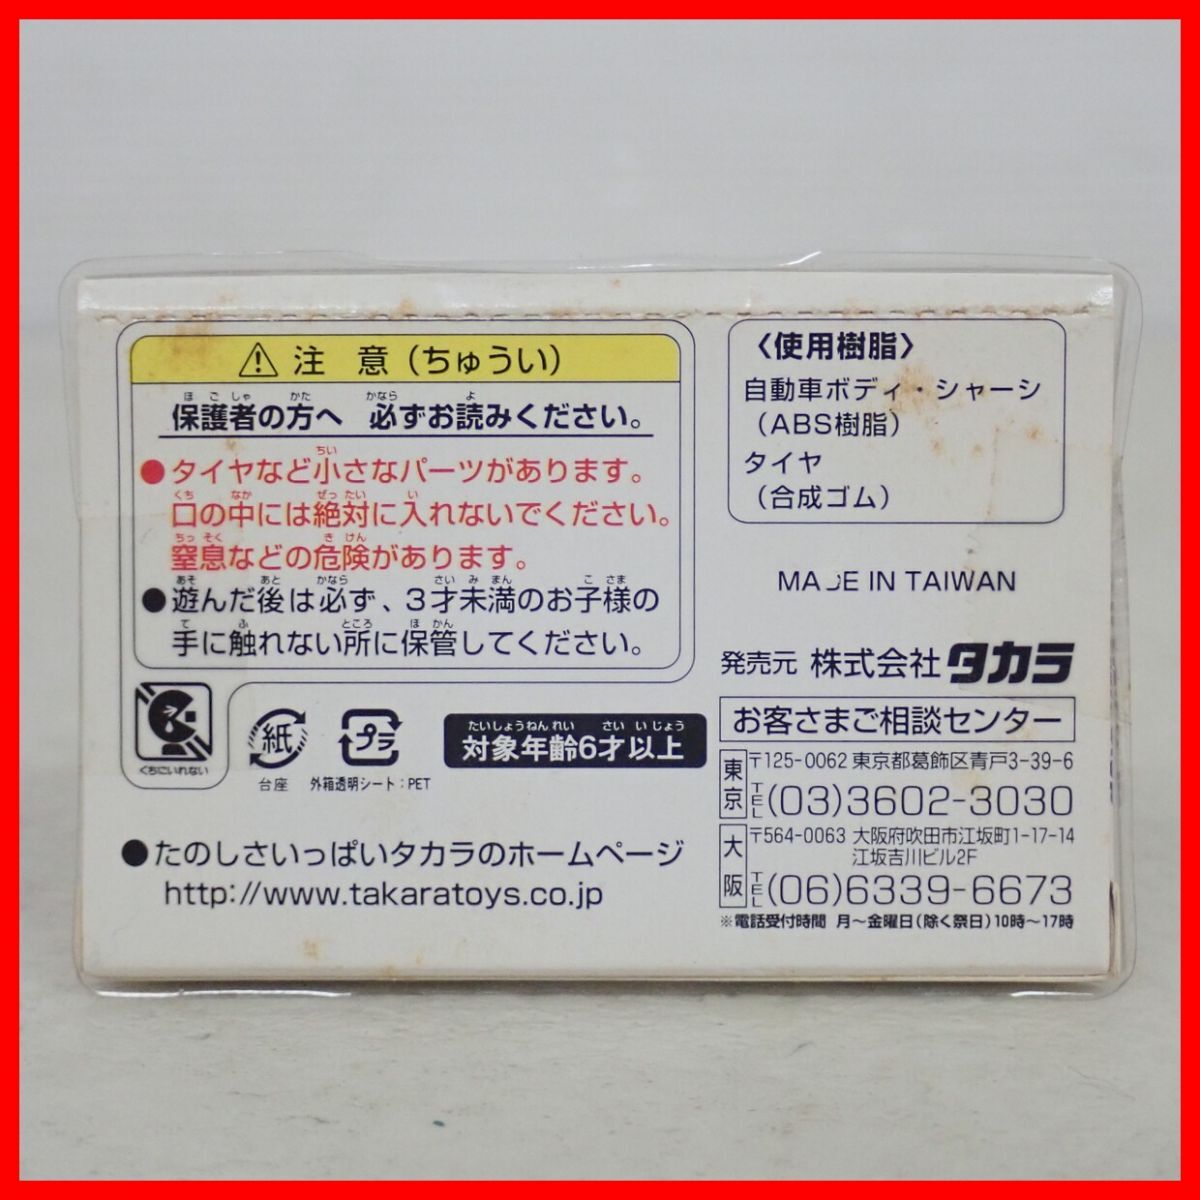 ⚠注 意(ちゅうい)
ほごしゃ かた かなら よ
保護者の方へ 必ずお読みください。
ちい
●タイヤなど小さなパーツがあります。
くち なか ぜったい い
口の中には絶対に入れないでください。
ちっそく きけん
窒息などの危険があります。
あそ あと かなら さいみまん こさま
●遊んだ後は必ず、3才未満のお子様の
て ふ ところ ほかん
手に触れない所に保管してください。
くちにいれない
紙
台座
プラ
外箱透明シート:PET
たいしょうねんれい さいいじょう
対象年齢6才以上
●たのしさいっぱいタカラのホームページ
http://www.takaratoys.co.jp
〈使用樹脂〉
自動車ボディ・シャーシ
(ABS樹脂)
タイヤ
(合成ゴム)
MADE IN TAIWAN
発売元 株式会社 タカラ
お客さまご相談センター
東京
〒125-0062 東京都葛飾区青戸3-39-6
TEL(03)3602-3030
大阪
〒564-0063 大阪府吹田市江坂町1-17-14
江坂吉川ビル2F
TEL(06)6339-6673
※電話受付時間 月〜金曜日(除く祭日)10時〜17時